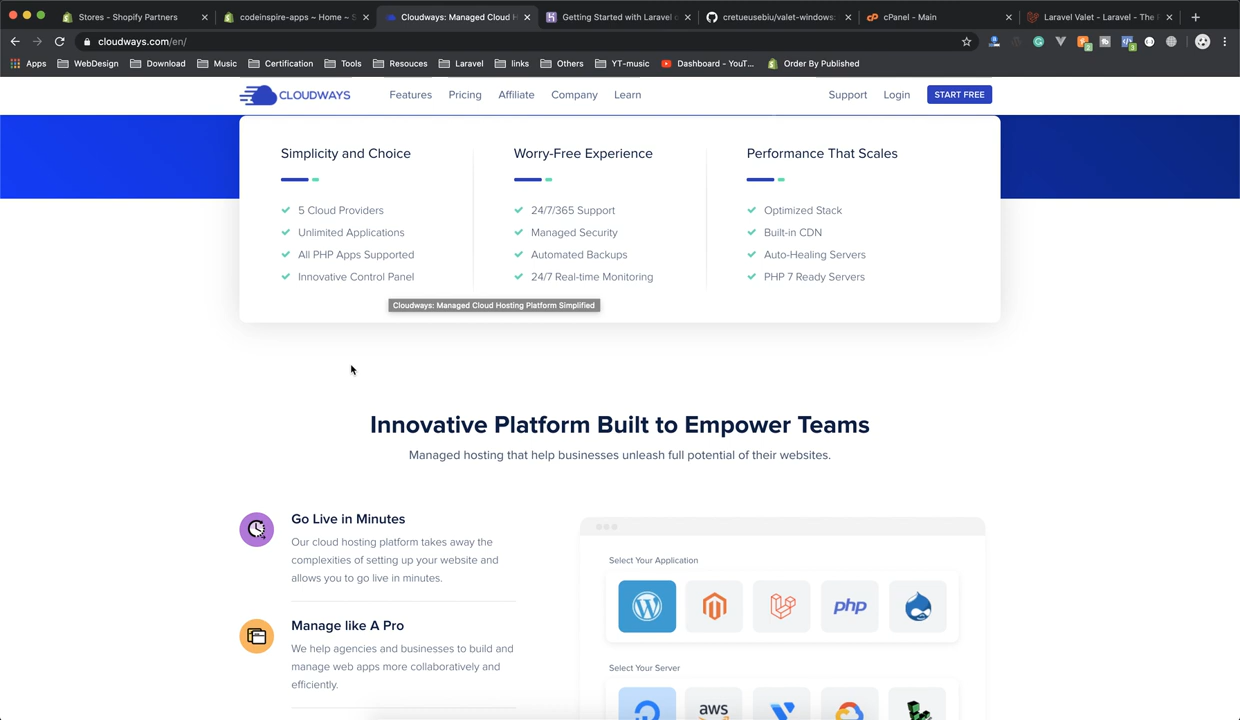 Stores - Shopify Partners
codeinspire-apps ~ Home ~ S
Cloudways: Managed Cloud H
Getting Started with Laravel o
cretueusebiu/valet-windows:
cPanel - Main
Laravel Valet - Laravel - The P
cloudways.com/en/
Apps
WebDesign
Download
Music
Certification
Tools
Resouces
Laravel
links
Others
YT-music
Dashboard - YouT...
Order By Published
CLOUDWAYS
Features
Pricing
Affiliate
Company
Learn
Support
Login
START FREE
Simplicity and Choice
5 Cloud Providers
Unlimited Applications
All PHP Apps Supported
Innovative Control Panel
Worry-Free Experience
24/7/365 Support
Managed Security
Automated Backups
24/7 Real-time Monitoring
Performance That Scales
Optimized Stack
Built-in CDN
Auto-Healing Servers
PHP 7 Ready Servers
Cloudways: Managed Cloud Hosting Platform Simplified
Innovative Platform Built to Empower Teams
Managed hosting that help businesses unleash full potential of their websites.
Go Live in Minutes
Our cloud hosting platform takes away the
complexities of setting up your website and
allows you to go live in minutes.
Manage like A Pro
We help agencies and businesses to build and
manage web apps more collaboratively and
efficiently.
Select Your Application
php
Select Your Server
aws